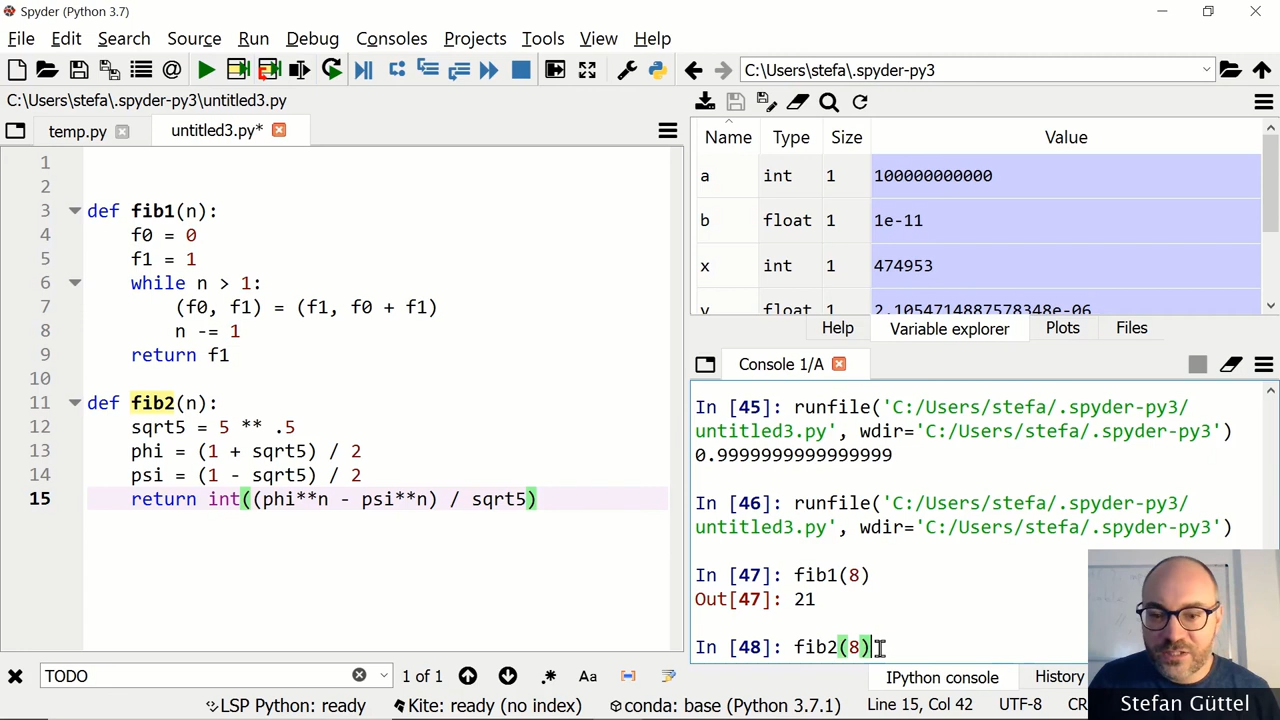 Spyder (Python 3.7)
File Edit Search Source Run Debug Consoles Projects Tools View Help
C:\Users\stefa\.spyder-py3
C:\Users\stefa\.spyder-py3\untitled3.py
temp.py untitled3.py*
1
2
3 def fib1(n):
4 f0 = 0
5 f1 = 1
6 while n > 1:
7 (f0, f1) = (f1, f0 + f1)
8 n -= 1
9 return f1
10
11 def fib2(n):
12 sqrt5 = 5 ** .5
13 phi = (1 + sqrt5) / 2
14 psi = (1 - sqrt5) / 2
15 return int((phi**n - psi**n) / sqrt5)
TODO 1 of 1 .* Aa
Name Type Size Value
a int 1 100000000000
b float 1 1e-11
x int 1 474953
y float 1 2.1054714887578348e-06
Help Variable explorer Plots Files
Console 1/A
In [45]: runfile('C:/Users/stefa/.spyder-py3/
untitled3.py', wdir='C:/Users/stefa/.spyder-py3')
0.9999999999999999
In [46]: runfile('C:/Users/stefa/.spyder-py3/
untitled3.py', wdir='C:/Users/stefa/.spyder-py3')
In [47]: fib1(8)
Out[47]: 21
In [48]: fib2(8)
IPython console History
LSP Python: ready Kite: ready (no index) conda: base (Python 3.7.1) Line 15, Col 42 UTF-8 CR
Stefan Güttel